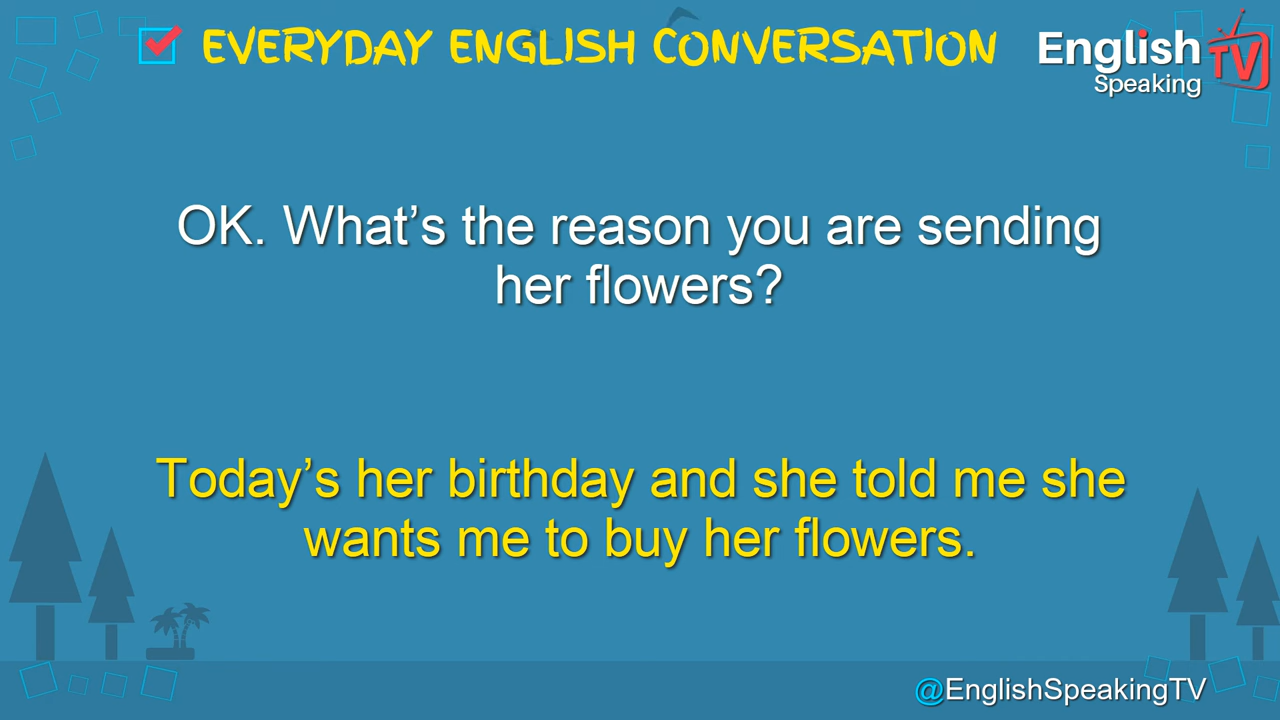 EVERYDAY ENGLISH CONVERSATION
English
Speaking
TV
OK. What’s the reason you are sending
her flowers?
Today’s her birthday and she told me she
wants me to buy her flowers.
@EnglishSpeakingTV